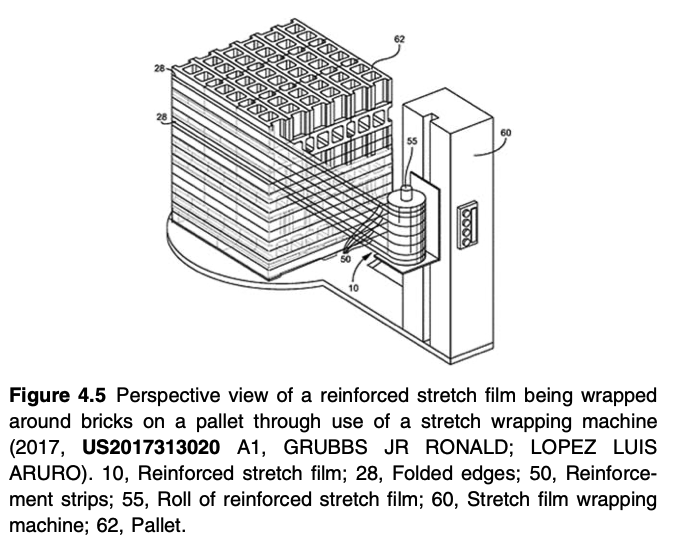 62
28
28
55
60
50
10
Figure 4.5 Perspective view of a reinforced stretch film being wrapped
around bricks on a pallet through use of a stretch wrapping machine
(2017, US2017313020 A1, GRUBBS JR RONALD; LOPEZ LUIS
ARURO). 10, Reinforced stretch film; 28, Folded edges; 50, Reinforce-
ment strips; 55, Roll of reinforced stretch film; 60, Stretch film wrapping
machine; 62, Pallet.